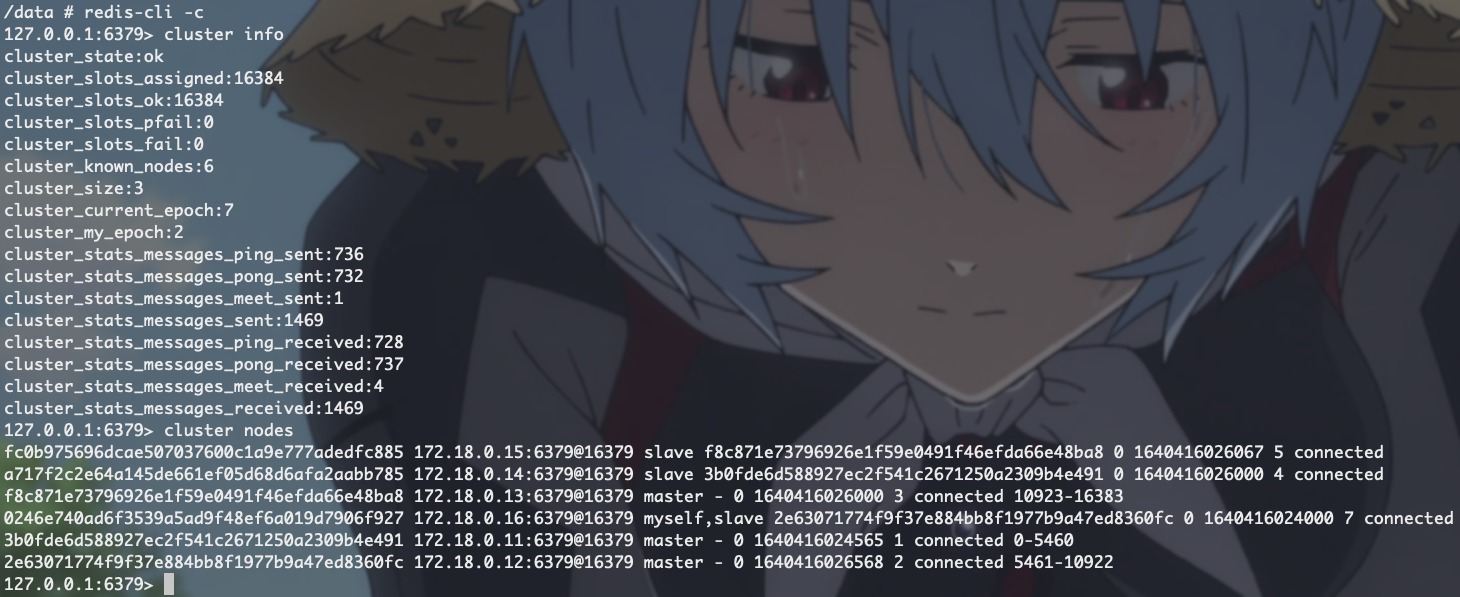 /data # redis-cli -c
127.0.0.1:6379> cluster info
cluster_state:ok
cluster_slots_assigned:16384
cluster_slots_ok:16384
cluster_slots_pfail:0
cluster_slots_fail:0
cluster_known_nodes:6
cluster_size:3
cluster_current_epoch:7
cluster_my_epoch:2
cluster_stats_messages_ping_sent:736
cluster_stats_messages_pong_sent:732
cluster_stats_messages_meet_sent:1
cluster_stats_messages_sent:1469
cluster_stats_messages_ping_received:728
cluster_stats_messages_pong_received:737
cluster_stats_messages_meet_received:4
cluster_stats_messages_received:1469
127.0.0.1:6379> cluster nodes
fc0b975696dcae507037600c1a9e777adedfc885 172.18.0.15:6379@16379 slave f8c871e73796926e1f59e0491f46efda66e48ba8 0 1640416026067 5 connected
a717f2c2e64a145de661ef05d68d6afa2aabb785 172.18.0.14:6379@16379 slave 3b0fde6d588927ec2f541c2671250a2309b4e491 0 1640416026000 4 connected
f8c871e73796926e1f59e0491f46efda66e48ba8 172.18.0.13:6379@16379 master - 0 1640416026000 3 connected 10923-16383
0246e740ad6f3539a5ad9f48ef6a019d7906f927 172.18.0.16:6379@16379 myself,slave 2e63071774f9f37e884bb8f1977b9a47ed8360fc 0 1640416024000 7 connected
3b0fde6d588927ec2f541c2671250a2309b4e491 172.18.0.11:6379@16379 master - 0 1640416024565 1 connected 0-5460
2e63071774f9f37e884bb8f1977b9a47ed8360fc 172.18.0.12:6379@16379 master - 0 1640416026568 2 connected 5461-10922
127.0.0.1:6379>